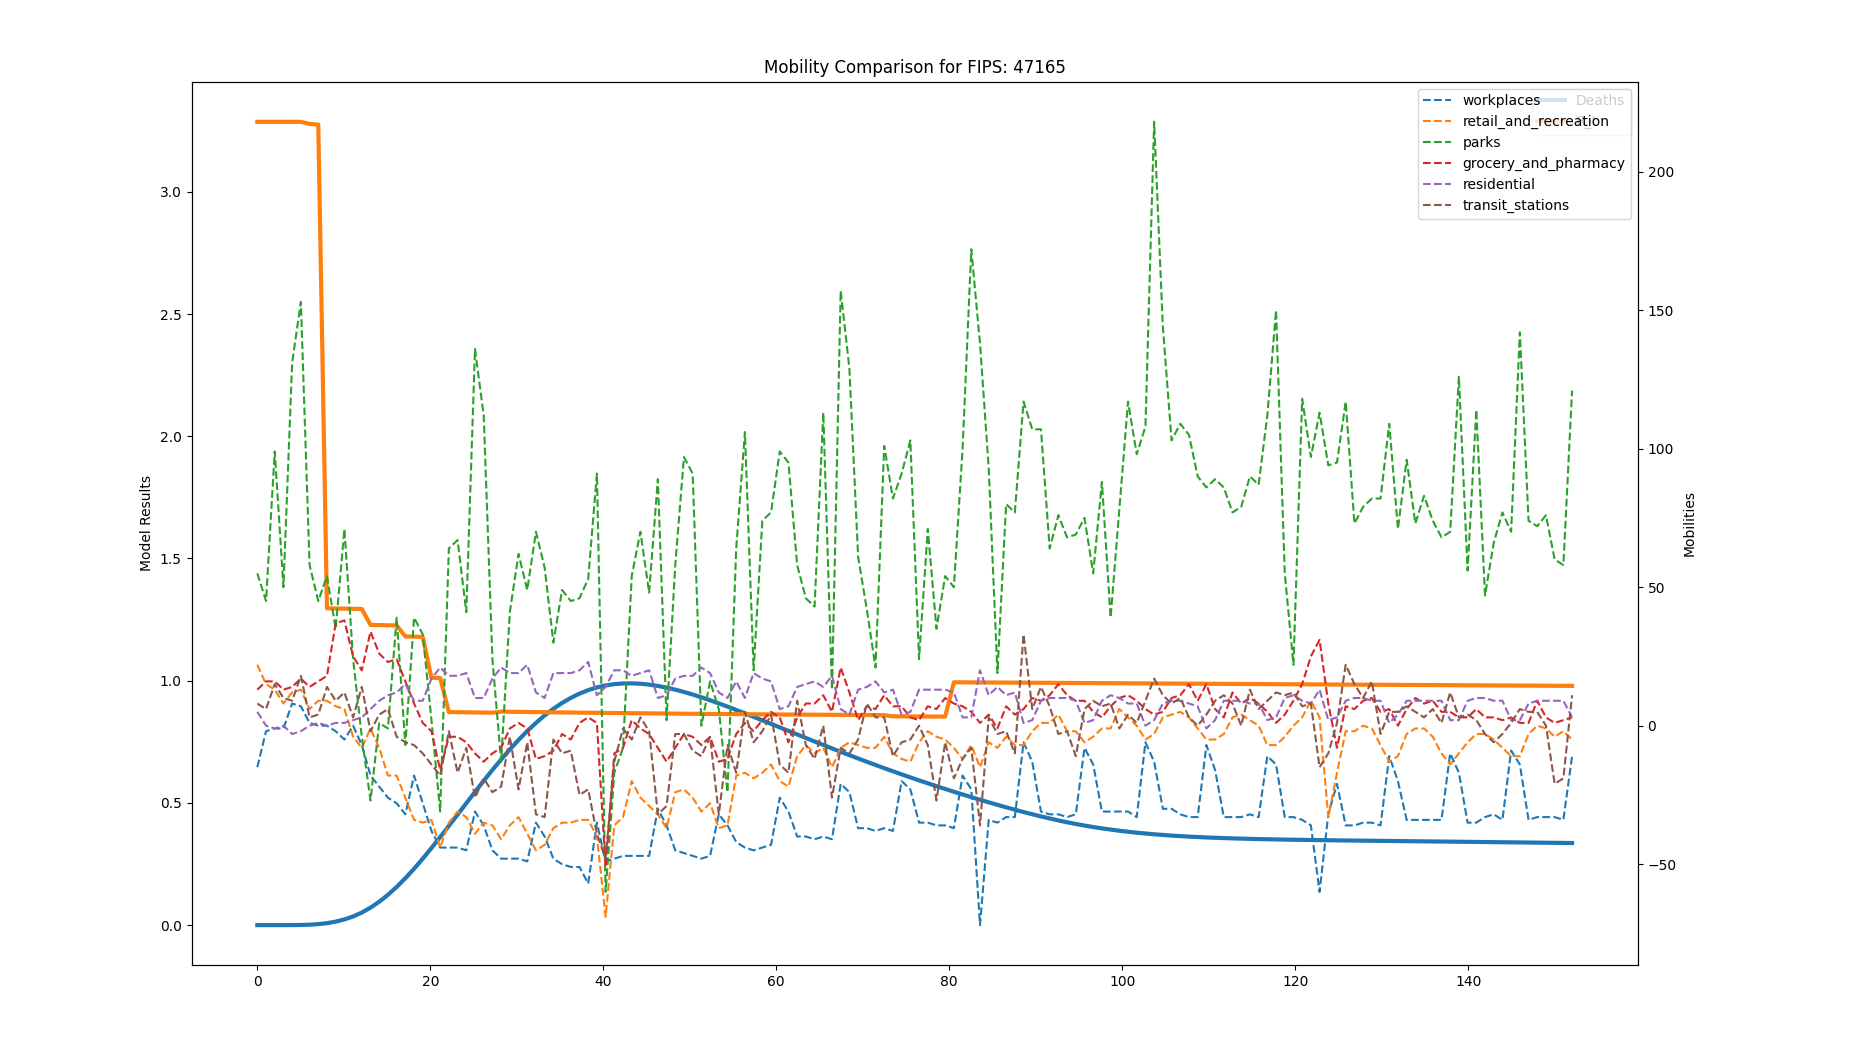 Mobility Comparison for FIPS: 47165
workplaces
retail_and_recreation
parks
grocery_and_pharmacy
residential
transit_stations
Deaths
Model Results
Mobilities
3.0
2.5
2.0
1.5
1.0
0.5
0.0
200
150
100
50
0
−50
0 20 40 60 80 100 120 140